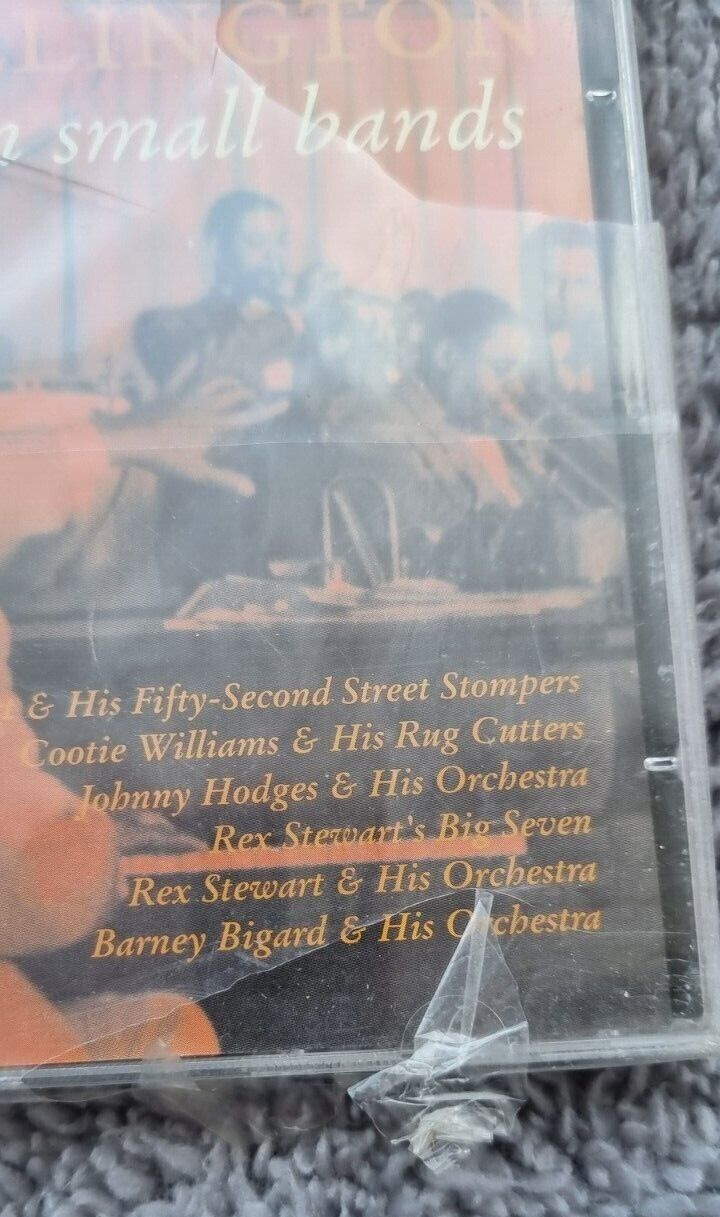 LLINGTON
small bands
& His Fifty-Second Street Stompers
Cootie Williams & His Rug Cutters
Johnny Hodges & His Orchestra
Rex Stewart's Big Seven
Rex Stewart & His Orchestra
Barney Bigard & His Orchestra